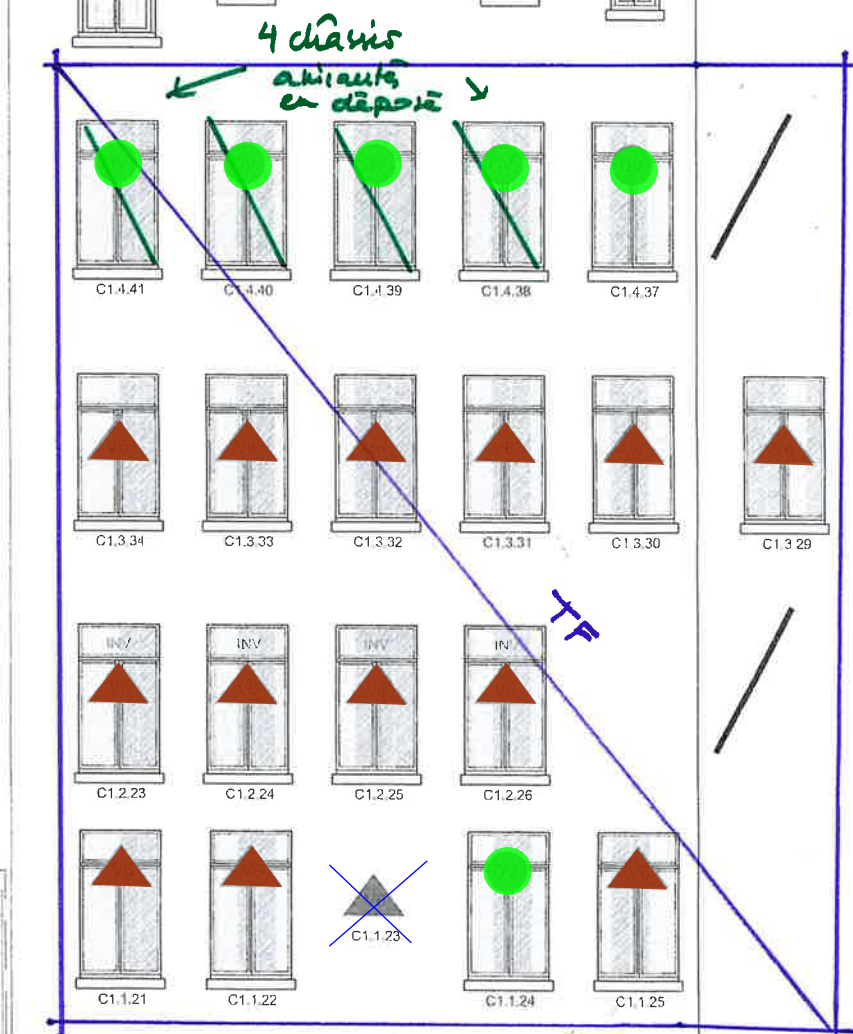 4 châssis
amiantés
en déposé
C1.4.41 C1.4.40 C1.4.39 C1.4.38 C1.4.37
C1.3.34 C1.3.33 C1.3.32 C1.3.31 C1.3.30 C1.3.29
TF
INV INV INV IN
C1.2.23 C1.2.24 C1.2.25 C1.2.26
C1.1.23
C1.1.21 C1.1.22 C1.1.24 C1.1.25